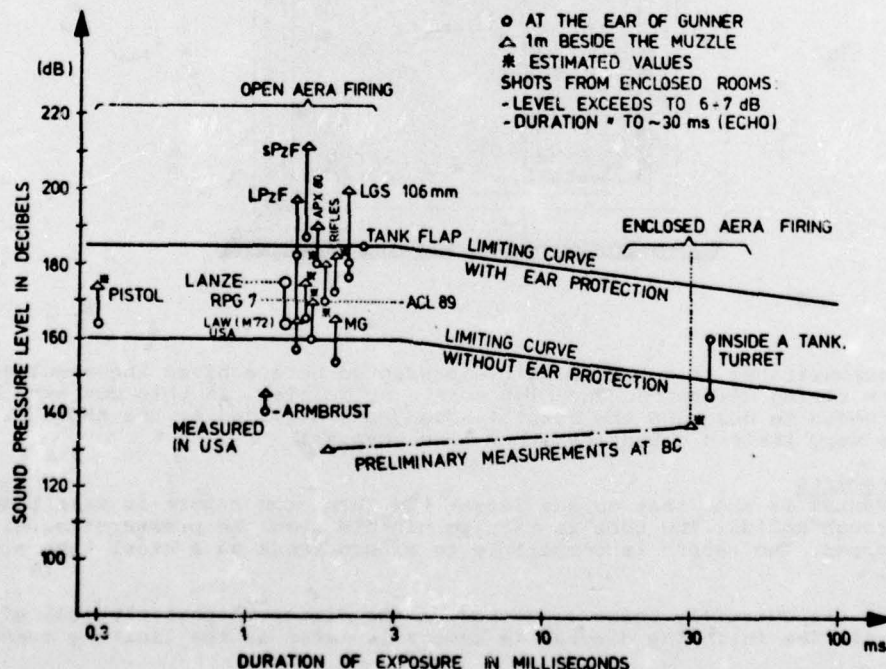 ○ AT THE EAR OF GUNNER
△ 1m BESIDE THE MUZZLE
* ESTIMATED VALUES
SHOTS FROM ENCLOSED ROOMS:
-LEVEL EXCEEDS TO 6÷7 dB
-DURATION " TO ~30 ms (ECHO)
(dB)
220
200
180
160
140
120
100
SOUND PRESSURE LEVEL IN DECIBELS
OPEN AERA FIRING
sPzF
LPzF
APX 80
RIFLES
LGS 106mm
TANK FLAP
ENCLOSED AERA FIRING
LIMITING CURVE
WITH EAR PROTECTION
PISTOL
LANZE
RPG 7
LAW (M72)
USA
ACL 89
MG
LIMITING CURVE
WITHOUT EAR PROTECTION
INSIDE A TANK.
TURRET
-ARMBRUST
MEASURED
IN USA
PRELIMINARY MEASUREMENTS AT BC
0,3 1 3 10 30 100 ms
DURATION OF EXPOSURE IN MILLISECONDS